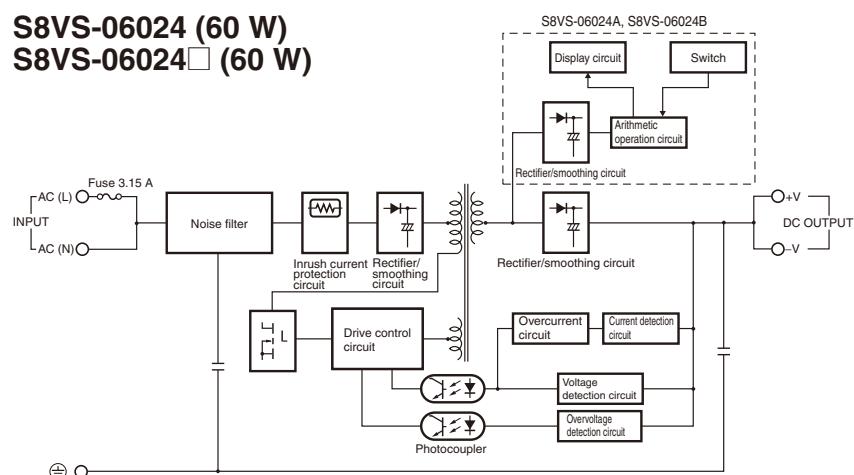 S8VS-06024 (60 W)
S8VS-06024□ (60 W)
S8VS-06024A, S8VS-06024B
Display circuit
Switch
Arithmetic
operation circuit
Rectifier/smoothing circuit
Fuse 3.15 A
AC (L)
INPUT
AC (N)
Noise filter
Inrush current
protection
circuit
Rectifier/
smoothing
circuit
Rectifier/smoothing circuit
+V
DC OUTPUT
–V
Drive control
circuit
Overcurrent
circuit
Current detection
circuit
Voltage
detection circuit
Overvoltage
detection circuit
Photocoupler